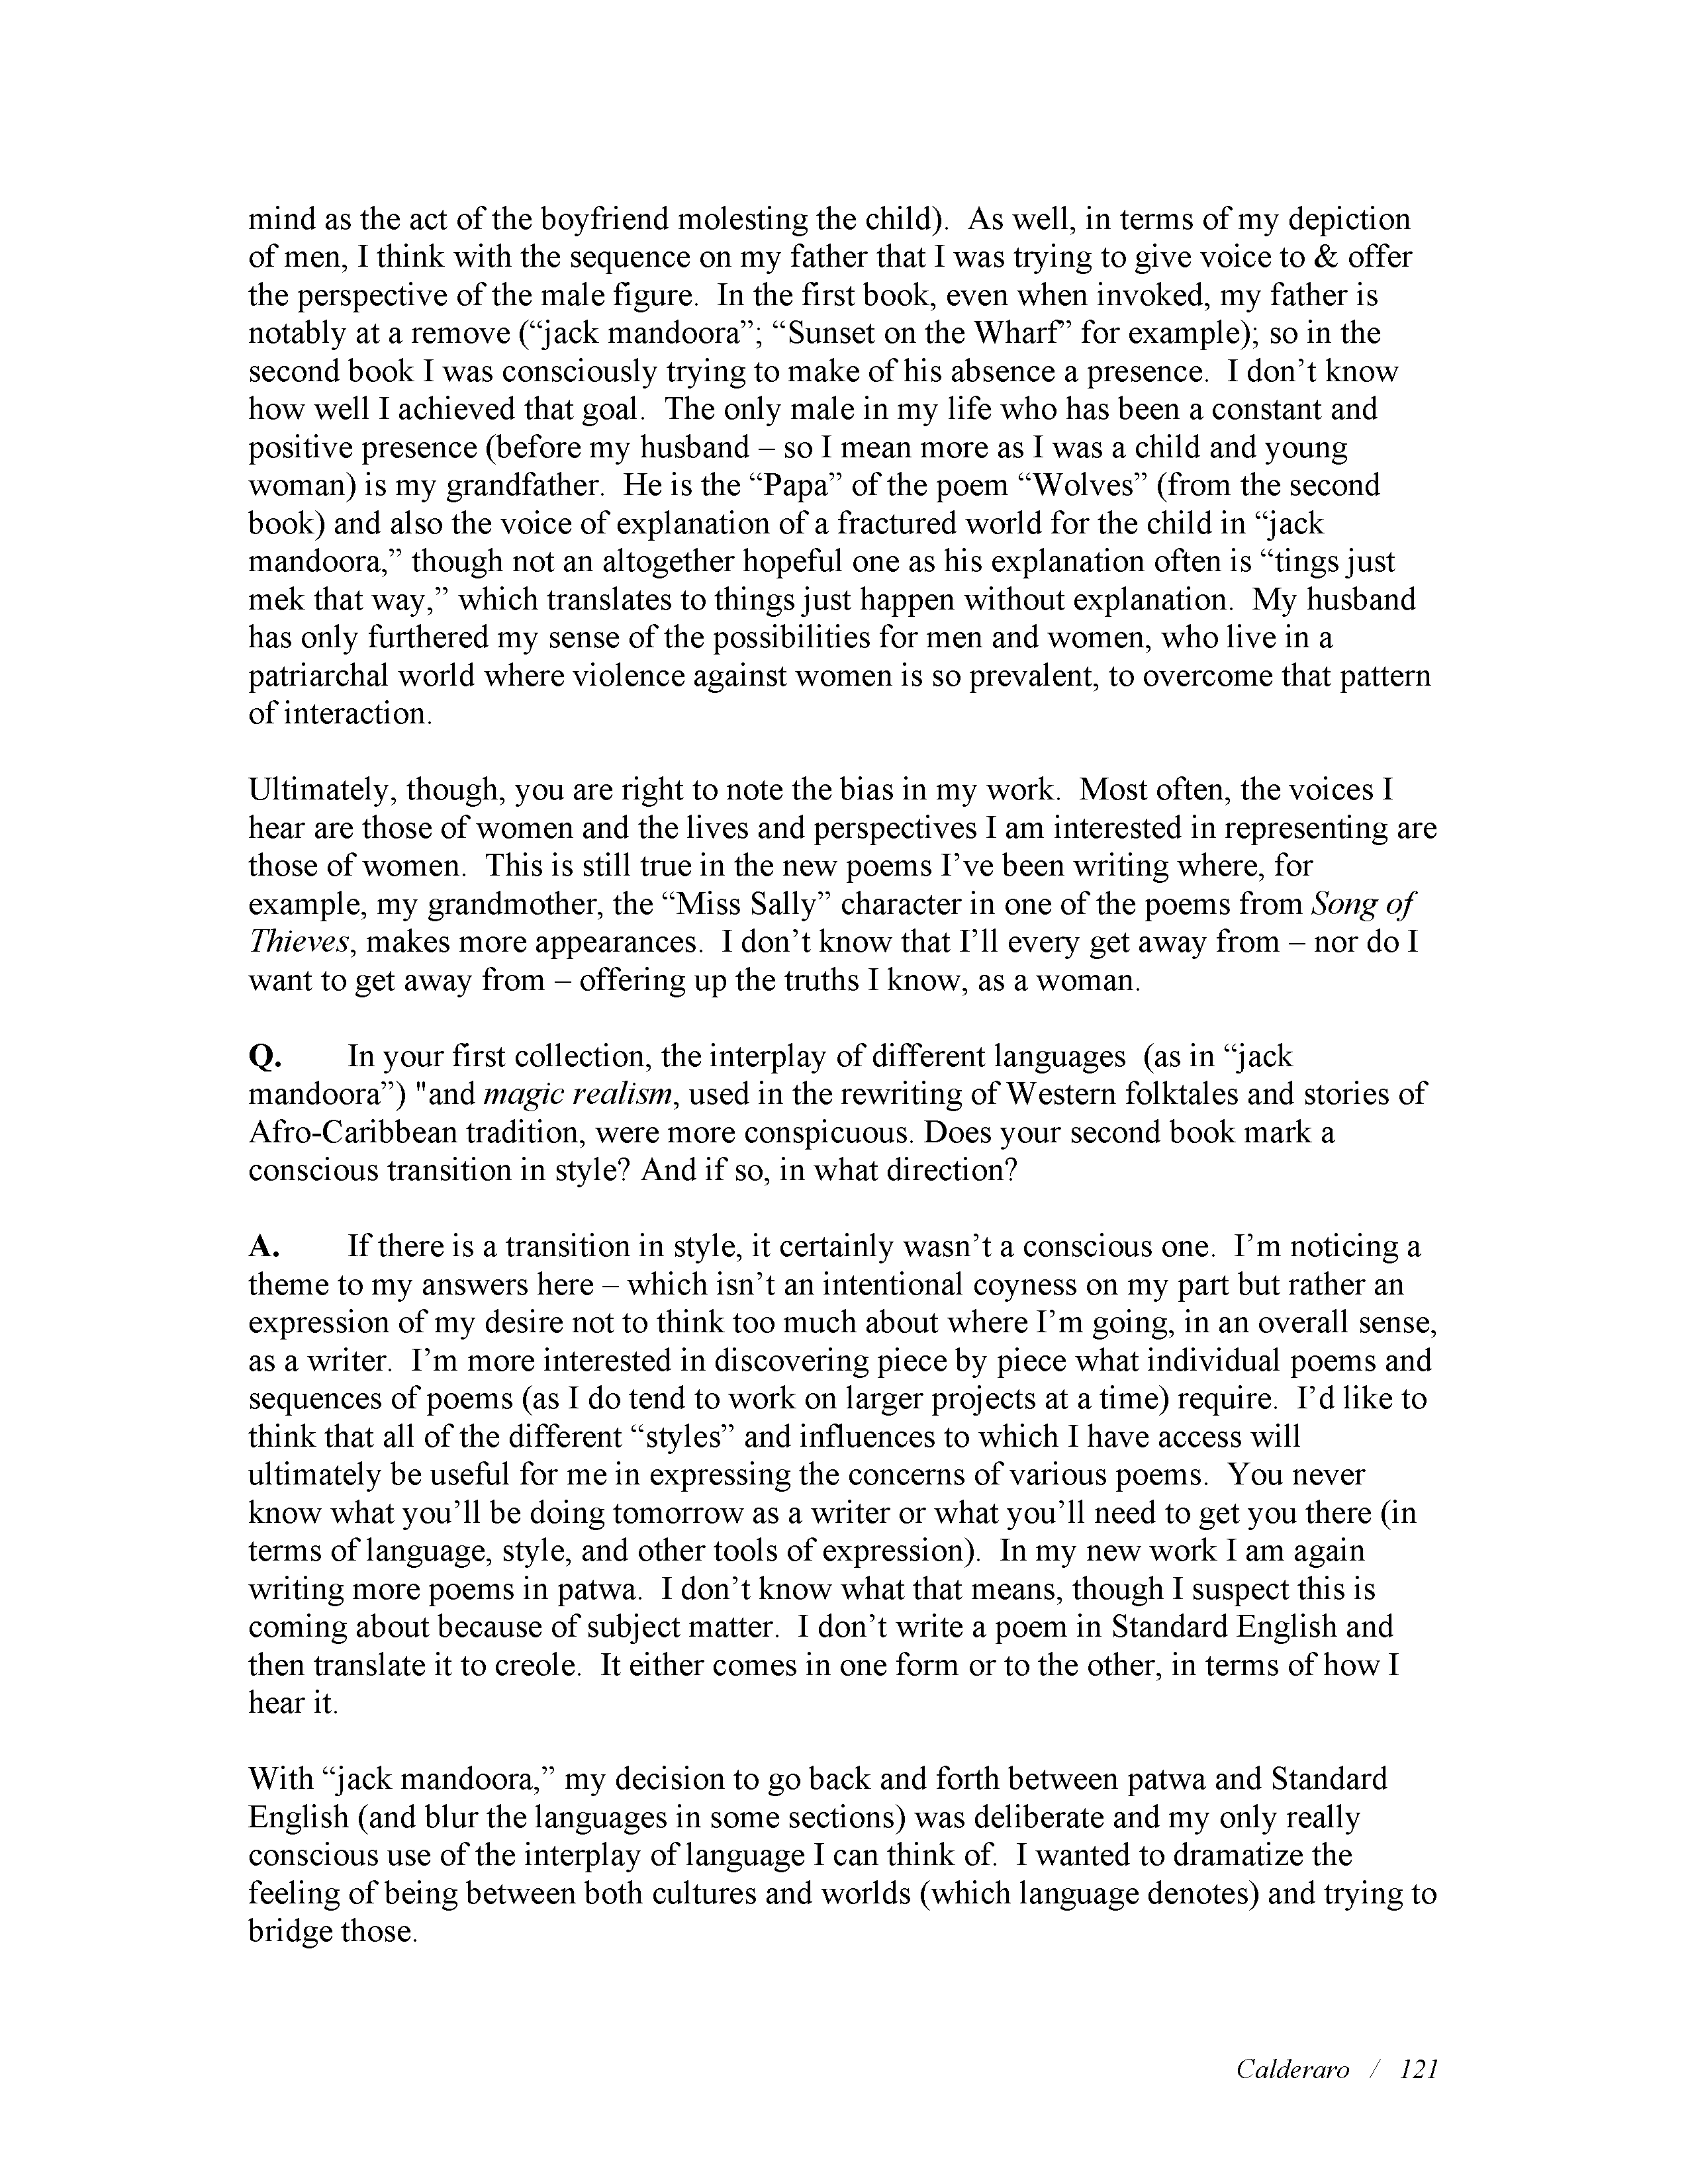 mind as the act of the boyfriend molesting the child).  As well, in terms of my depiction
of men, I think with the sequence on my father that I was trying to give voice to & offer
the perspective of the male figure.  In the first book, even when invoked, my father is
notably at a remove (“jack mandoora”; “Sunset on the Wharf” for example); so in the
second book I was consciously trying to make of his absence a presence.  I don’t know
how well I achieved that goal.  The only male in my life who has been a constant and
positive presence (before my husband – so I mean more as I was a child and young
woman) is my grandfather.  He is the “Papa” of the poem “Wolves” (from the second
book) and also the voice of explanation of a fractured world for the child in “jack
mandoora,” though not an altogether hopeful one as his explanation often is “tings just
mek that way,” which translates to things just happen without explanation.  My husband
has only furthered my sense of the possibilities for men and women, who live in a
patriarchal world where violence against women is so prevalent, to overcome that pattern
of interaction.

Ultimately, though, you are right to note the bias in my work.  Most often, the voices I
hear are those of women and the lives and perspectives I am interested in representing are
those of women.  This is still true in the new poems I’ve been writing where, for
example, my grandmother, the “Miss Sally” character in one of the poems from Song of
Thieves, makes more appearances.  I don’t know that I’ll every get away from – nor do I
want to get away from – offering up the truths I know, as a woman.

Q. In your first collection, the interplay of different languages  (as in “jack
mandoora”) "and magic realism, used in the rewriting of Western folktales and stories of
Afro-Caribbean tradition, were more conspicuous. Does your second book mark a
conscious transition in style? And if so, in what direction?

A. If there is a transition in style, it certainly wasn’t a conscious one.  I’m noticing a
theme to my answers here – which isn’t an intentional coyness on my part but rather an
expression of my desire not to think too much about where I’m going, in an overall sense,
as a writer.  I’m more interested in discovering piece by piece what individual poems and
sequences of poems (as I do tend to work on larger projects at a time) require.  I’d like to
think that all of the different “styles” and influences to which I have access will
ultimately be useful for me in expressing the concerns of various poems.  You never
know what you’ll be doing tomorrow as a writer or what you’ll need to get you there (in
terms of language, style, and other tools of expression).  In my new work I am again
writing more poems in patwa.  I don’t know what that means, though I suspect this is
coming about because of subject matter.  I don’t write a poem in Standard English and
then translate it to creole.  It either comes in one form or to the other, in terms of how I
hear it.

With “jack mandoora,” my decision to go back and forth between patwa and Standard
English (and blur the languages in some sections) was deliberate and my only really
conscious use of the interplay of language I can think of.  I wanted to dramatize the
feeling of being between both cultures and worlds (which language denotes) and trying to
bridge those.

Calderaro / 121